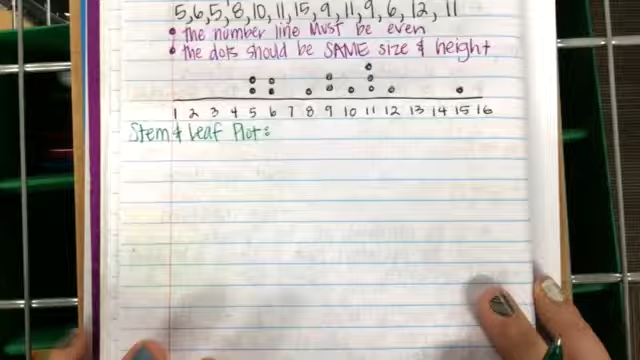 5,6,5,8,10,11,15,9,11,9,6,12,11
• the number line MUST be even
• the dots should be SAME size & height
1 2 3 4 5 6 7 8 9 10 11 12 13 14 15 16
Stem & Leaf Plot: